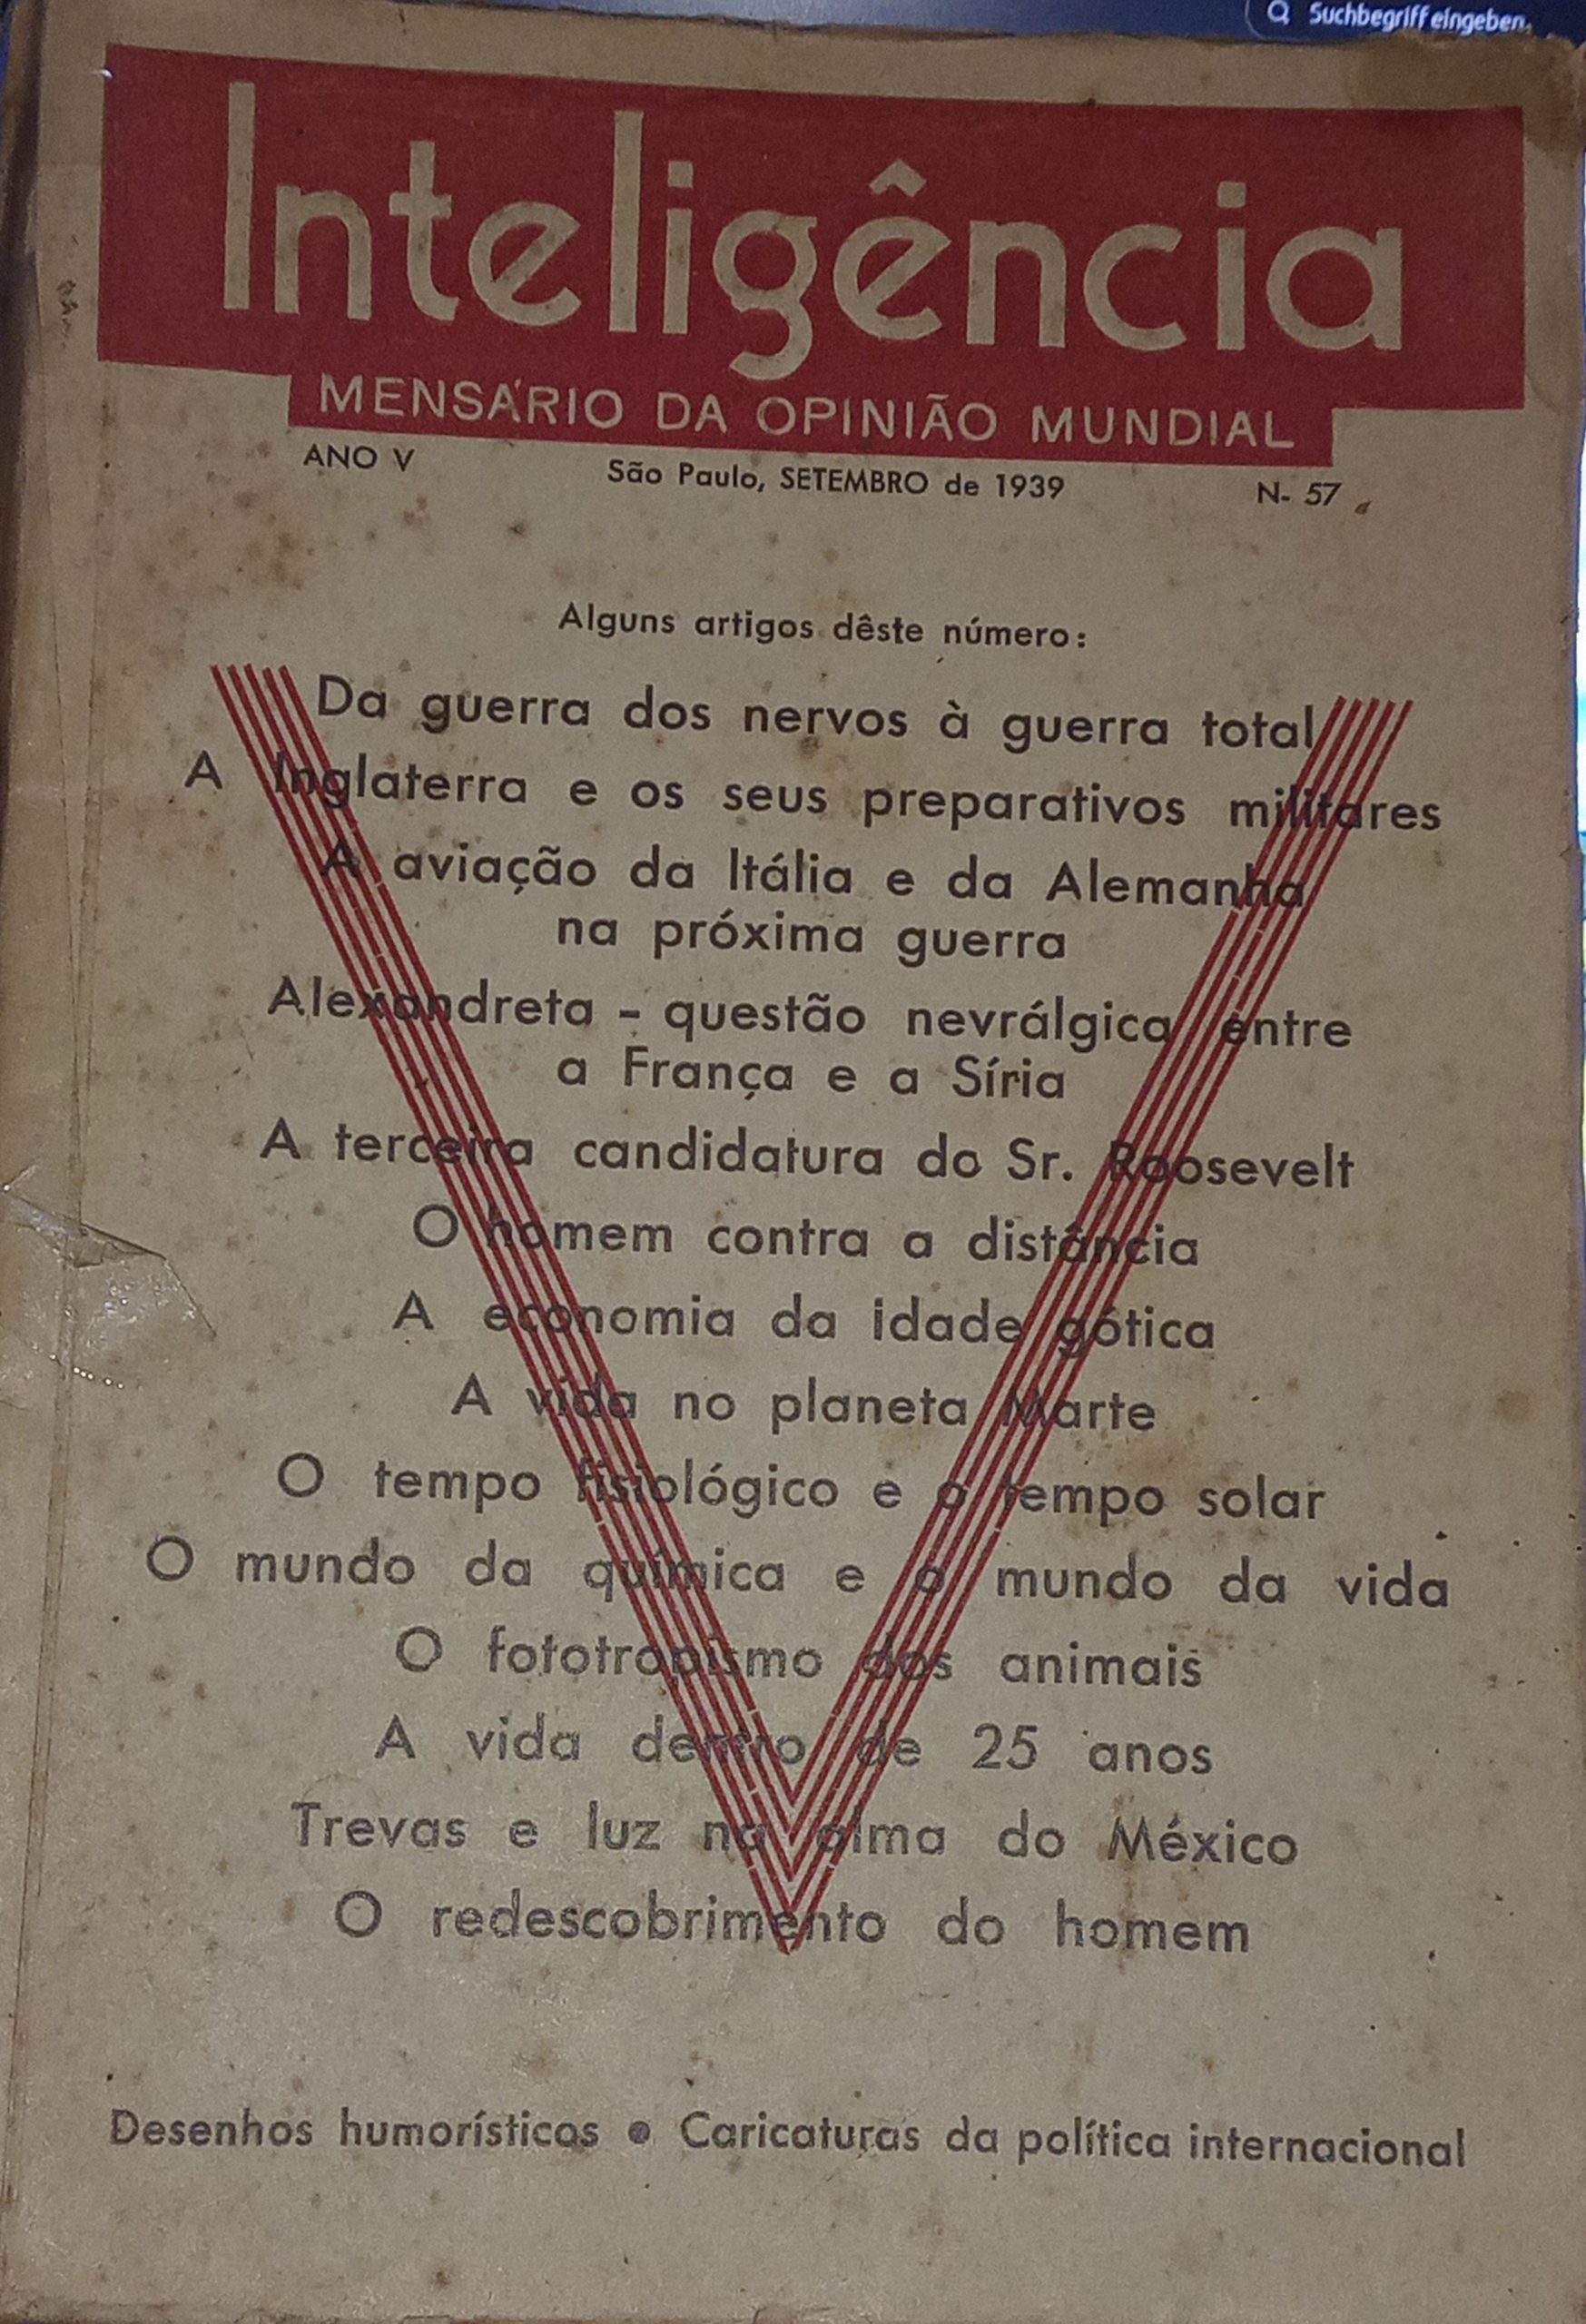 Suchbegriff eingeben
Inteligência
MENSÁRIO DA OPINIÃO MUNDIAL
ANO V São Paulo, SETEMBRO de 1939 N- 57
Alguns artigos dêste número:
Da guerra dos nervos à guerra total
A Inglaterra e os seus preparativos militares
A aviação da Itália e da Alemanha
na próxima guerra
Alexandreta - questão nevrálgica entre
a França e a Síria
A terceira candidatura do Sr. Roosevelt
O homem contra a distância
A economia da idade gótica
A vida no planeta Marte
O tempo fisiológico e o tempo solar
O mundo da química e o mundo da vida
O fototropismo dos animais
A vida dentro de 25 anos
Trevas e luz na alma do México
O redescobrimento do homem
Desenhos humorísticos • Caricaturas da política internacional